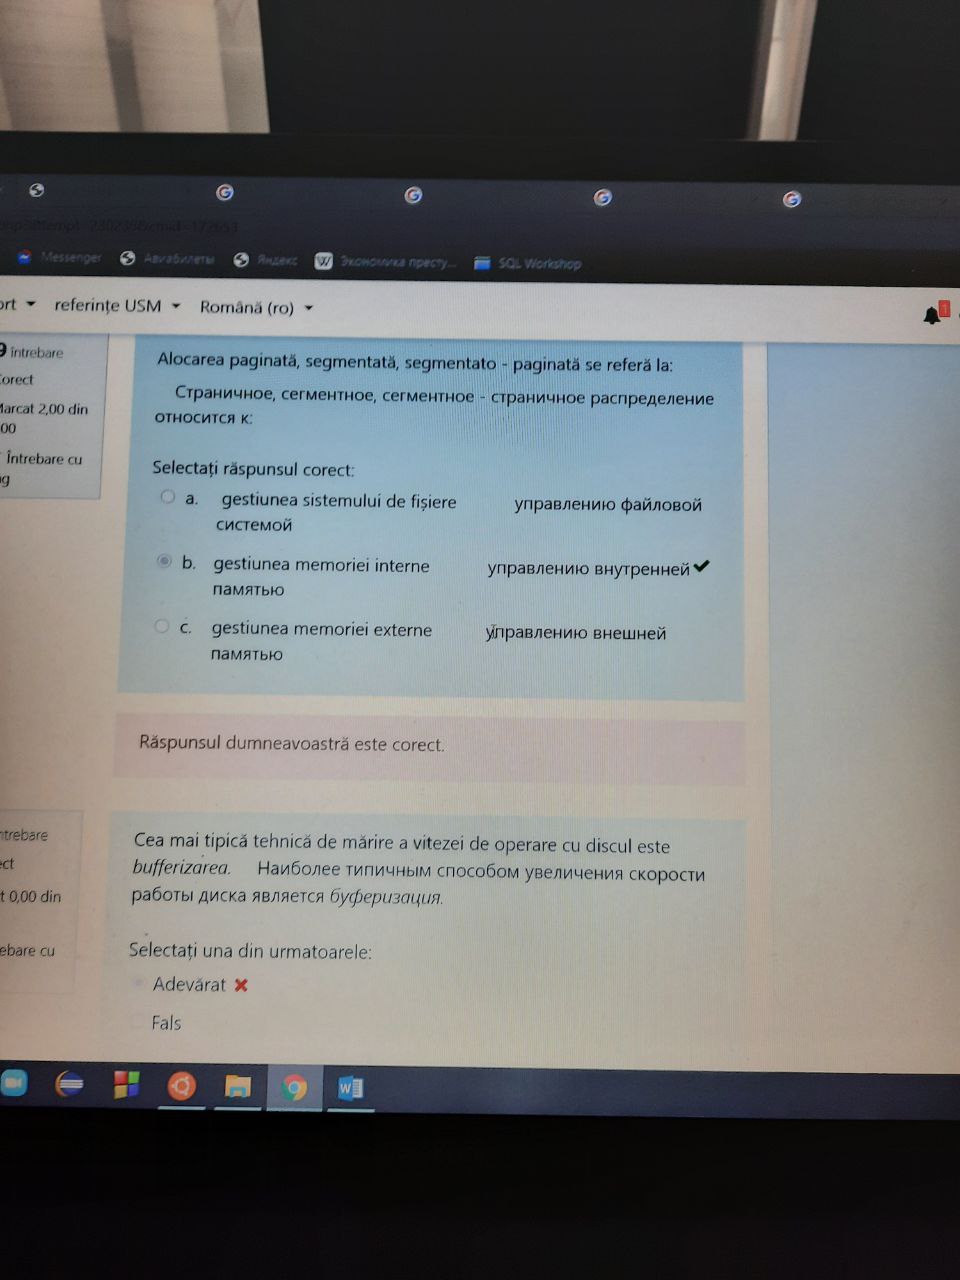 Messenger Авиабилеты Яндекс Экономика престу... SQL Workshop
ort referințe USM Română (ro) 1
9 întrebare
Corect
Marcat 2,00 din
00
Întrebare cu
g
Alocarea paginată, segmentată, segmentato - paginată se referă la:
Страничное, сегментное, сегментное - страничное распределение
относится к:
Selectați răspunsul corect:
a. gestiunea sistemului de fișiere управлению файловой
системой
b. gestiunea memoriei interne управлению внутренней
памятью
c. gestiunea memoriei externe управлению внешней
памятью
Răspunsul dumneavoastră este corect.
ntrebare
ect
t 0,00 din
ebare cu
Cea mai tipică tehnică de mărire a vitezei de operare cu discul este
bufferizarea. Наиболее типичным способом увеличения скорости
работы диска является буферизация.
Selectați una din urmatoarele:
Adevărat
Fals